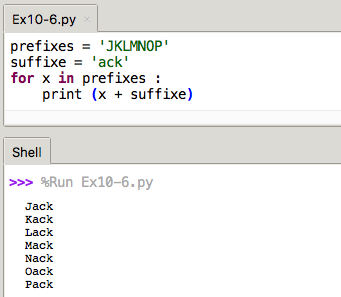 Ex10-6.py ×
prefixes = 'JKLMNOP'
suffixe = 'ack'
for x in prefixes :
    print (x + suffixe)
Shell
>>> %Run Ex10-6.py
Jack
Kack
Lack
Mack
Nack
Oack
Pack